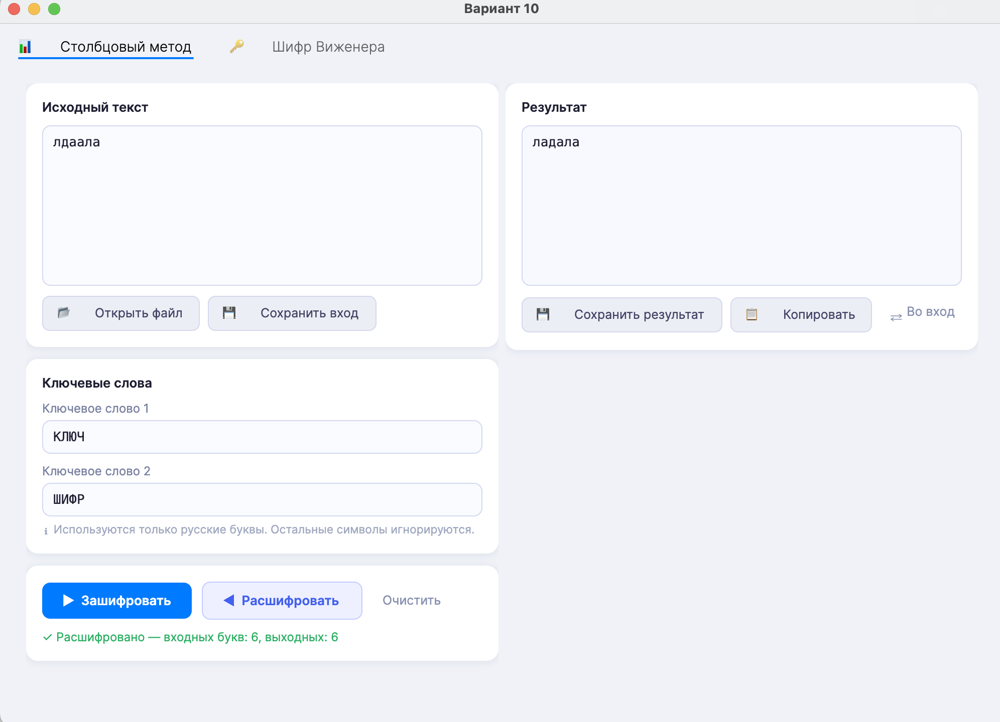 Вариант 10
Столбцовый метод
Шифр Виженера
Исходный текст
лдаала
Открыть файл
Сохранить вход
Результат
ладала
Сохранить результат
Копировать
⇄ Во вход
Ключевые слова
Ключевое слово 1
КЛЮЧ
Ключевое слово 2
ШИФР
ℹ Используются только русские буквы. Остальные символы игнорируются.
▶ Зашифровать
◀ Расшифровать
Очистить
✓ Расшифровано — входных букв: 6, выходных: 6